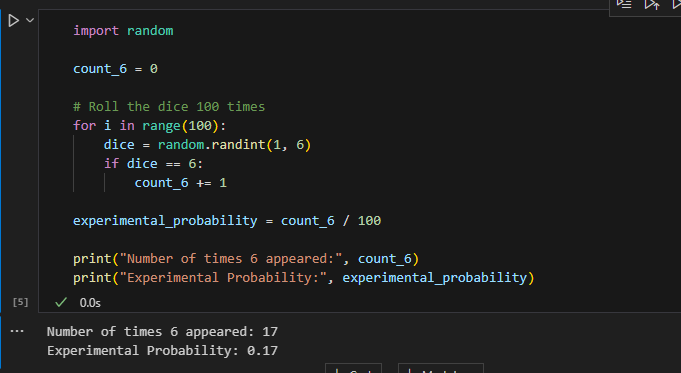 import random
count_6 = 0
# Roll the dice 100 times
for i in range(100):
    dice = random.randint(1, 6)
    if dice == 6:
        count_6 += 1
experimental_probability = count_6 / 100
print("Number of times 6 appeared:", count_6)
print("Experimental Probability:", experimental_probability)
[5]
0.0s
...
Number of times 6 appeared: 17
Experimental Probability: 0.17